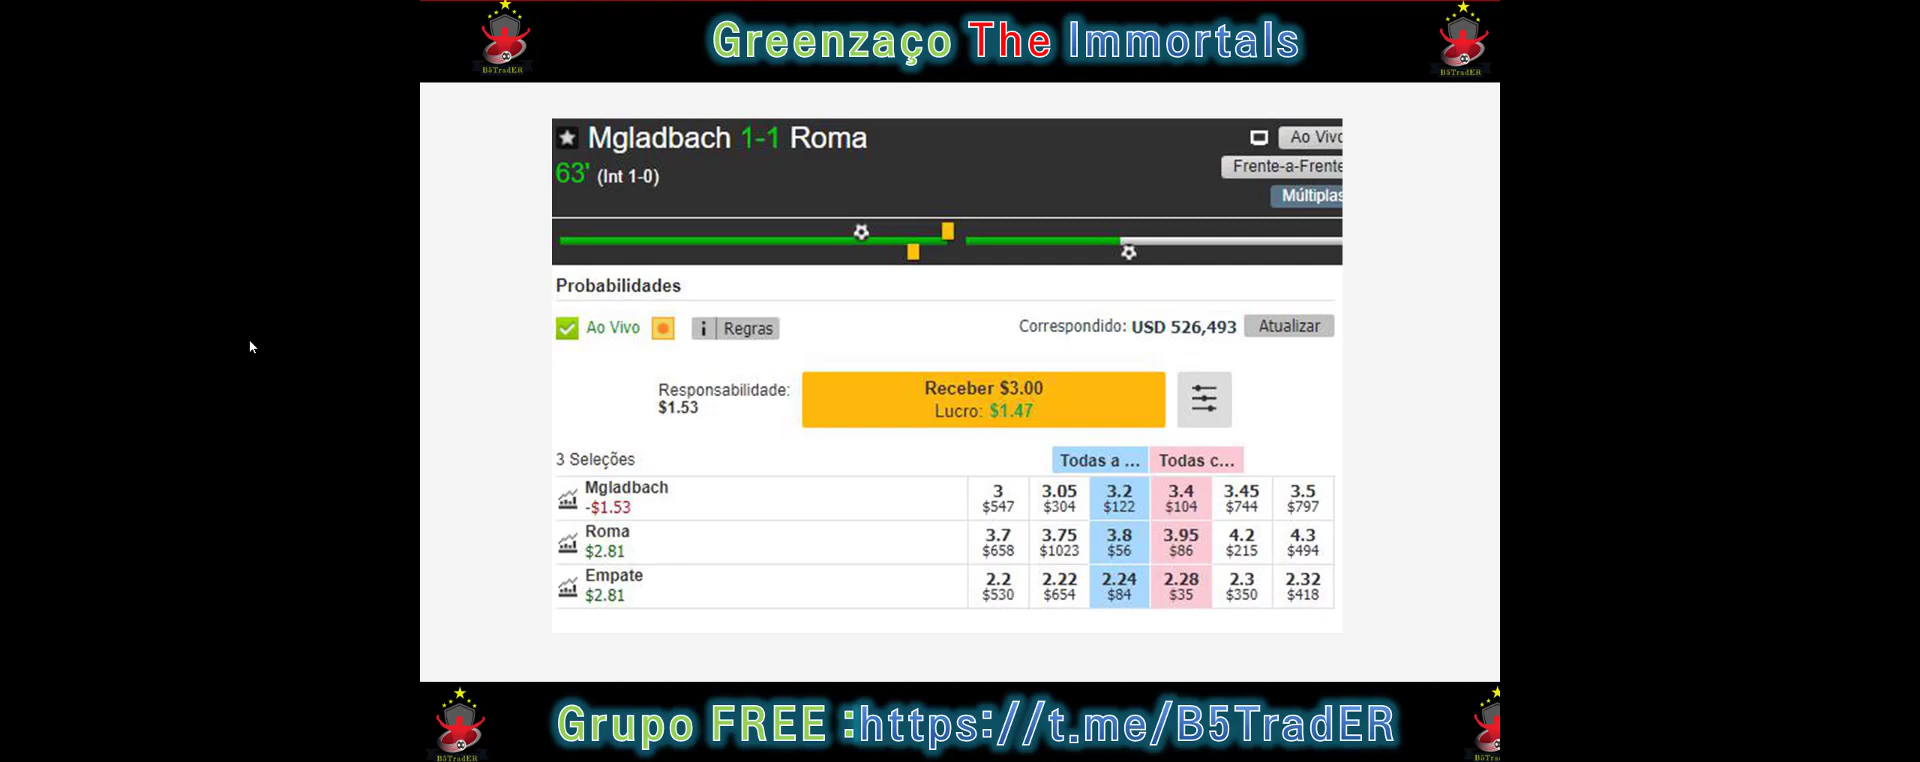 Greenzaço The Immortals
B5TradER
B5TradER
Mgladbach 1-1 Roma
Ao Vivo
63' (Int 1-0)
Frente-a-Frente
Múltiplas
Probabilidades
Ao Vivo
i Regras
Correspondido: USD 526,493 Atualizar
Responsabilidade:
$1.53
Receber $3.00
Lucro: $1.47
3 Seleções
Todas a ... Todas c...
Mgladbach 3 3.05 3.2 3.4 3.45 3.5
-$1.53 $547 $304 $122 $104 $744 $797
Roma 3.7 3.75 3.8 3.95 4.2 4.3
$2.81 $658 $1023 $56 $86 $215 $494
Empate 2.2 2.22 2.24 2.28 2.3 2.32
$2.81 $530 $654 $84 $35 $350 $418
Grupo FREE :https://t.me/B5TradER
B5TradER
B5Tra